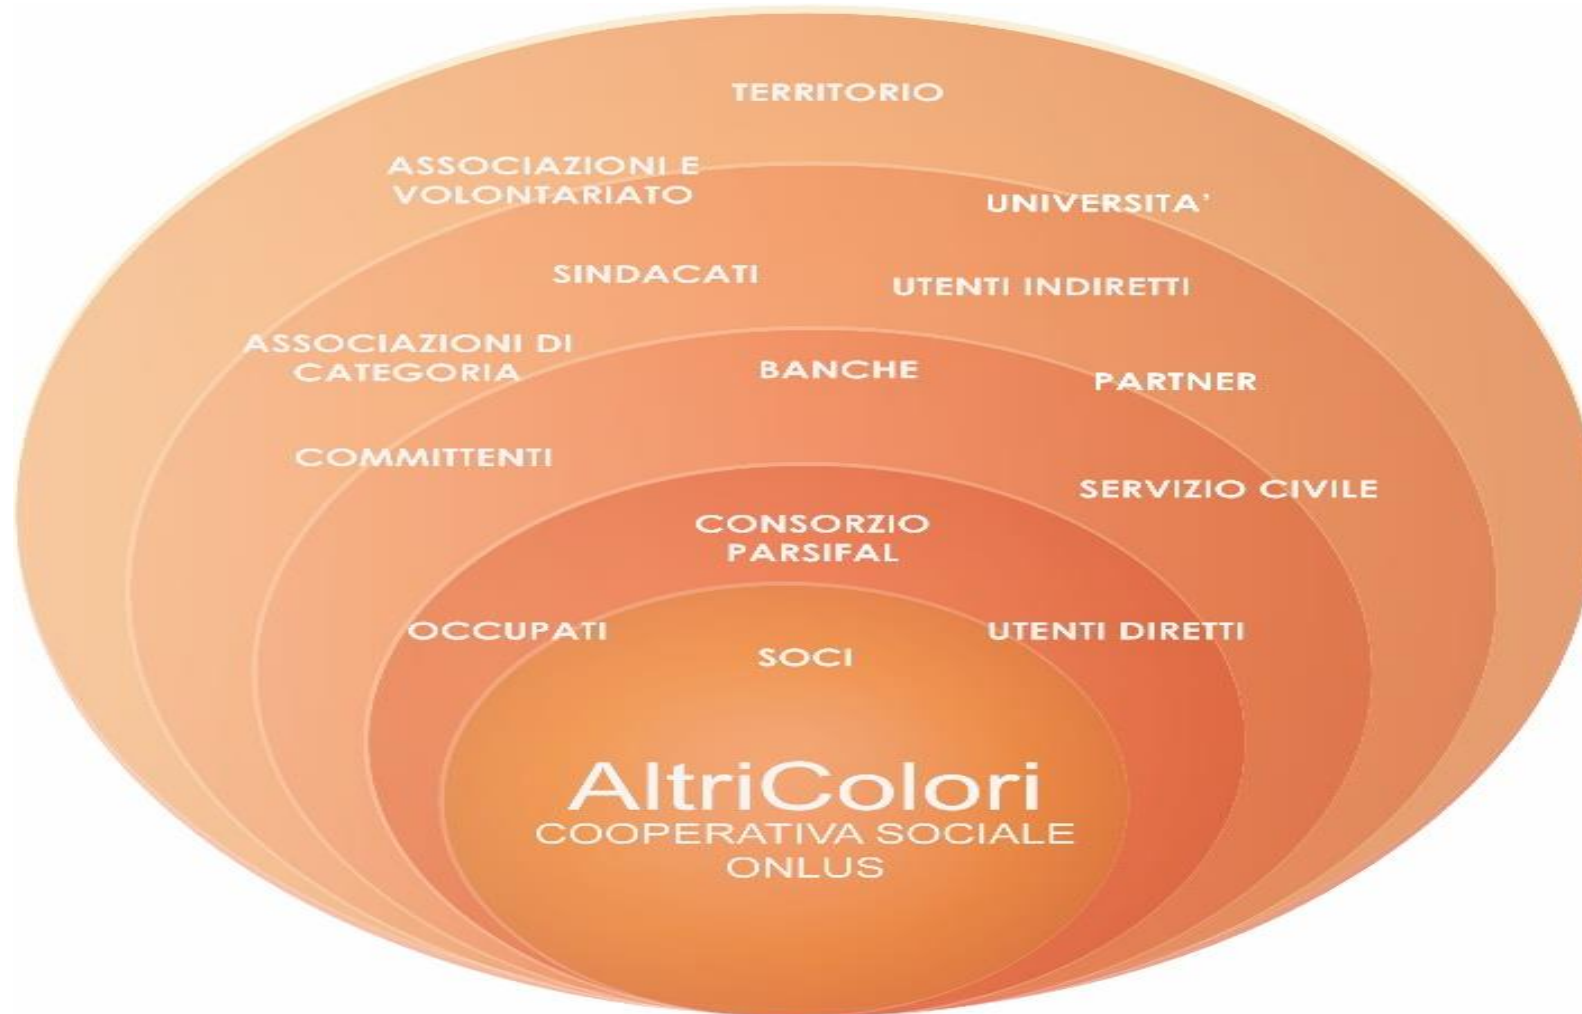 TERRITORIO
ASSOCIAZIONI E
VOLONTARIATO
UNIVERSITA’
SINDACATI
UTENTI INDIRETTI
ASSOCIAZIONI DI
CATEGORIA
BANCHE
PARTNER
COMMITTENTI
SERVIZIO CIVILE
CONSORZIO
PARSIFAL
OCCUPATI
UTENTI DIRETTI
SOCI
AltriColori
COOPERATIVA SOCIALE
ONLUS